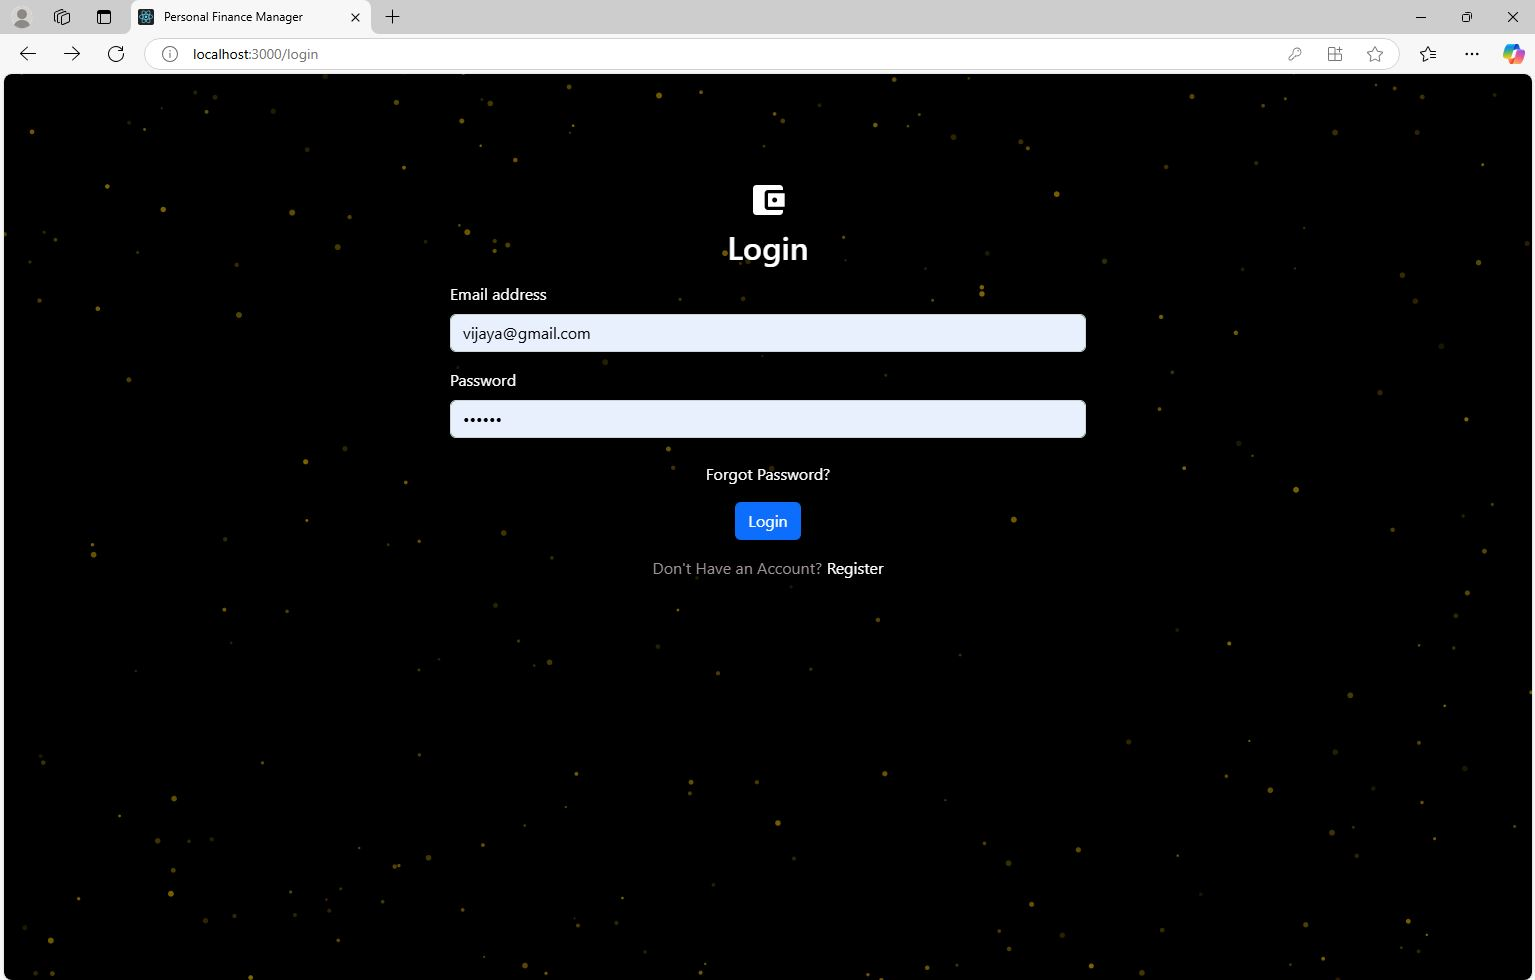 Personal Finance Manager
localhost:3000/login
Login
Email address
vijaya@gmail.com
Password
••••••
Forgot Password?
Login
Don't Have an Account? Register